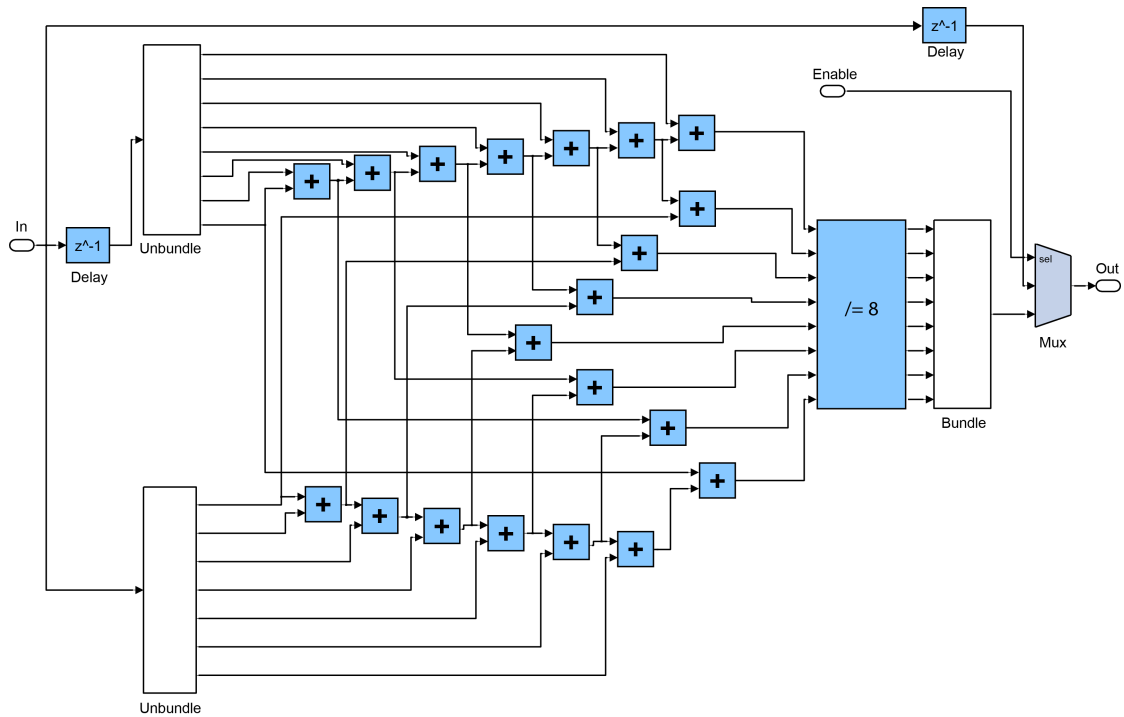 z^-1
Delay
Enable
In
z^-1
Delay
Unbundle
+
+
+
+
+
+
+
+
+
+
+
+
+
+
/= 8
sel
Out
Mux
Bundle
+
+
+
+
+
+
Unbundle